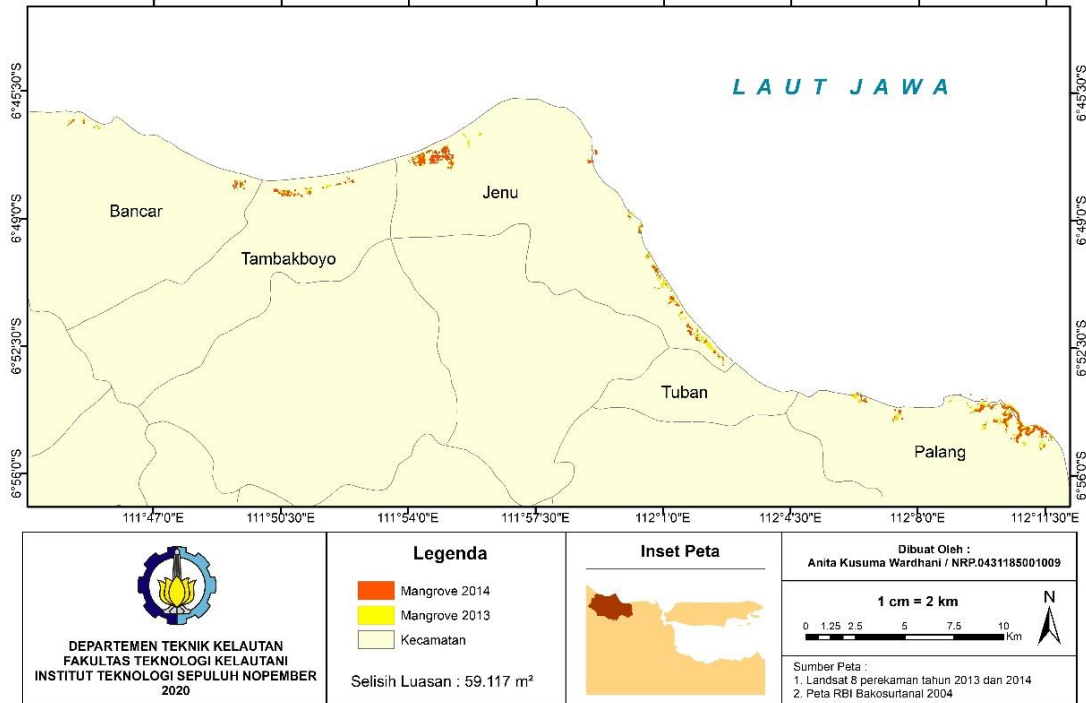 LAUT JAWA
6°45'30"S
6°49'0"S
6°52'30"S
6°56'0"S
6°45'30"S
6°49'0"S
6°52'30"S
6°56'0"S
Bancar
Tambakboyo
Jenu
Tuban
Palang
111°47'0"E
111°50'30"E
111°54'0"E
111°57'30"E
112°1'0"E
112°4'30"E
112°8'0"E
112°11'30"E
DEPARTEMEN TEKNIK KELAUTAN
FAKULTAS TEKNOLOGI KELAUTANI
INSTITUT TEKNOLOGI SEPULUH NOPEMBER
2020
Legenda
Mangrove 2014
Mangrove 2013
Kecamatan
Selisih Luasan : 59.117 m²
Inset Peta
Dibuat Oleh :
Anita Kusuma Wardhani / NRP.0431185001009
1 cm = 2 km
N
0 1.25 2.5 5 7.5 10
Km
Sumber Peta :
1. Landsat 8 perekaman tahun 2013 dan 2014
2. Peta RBI Bakosurtanal 2004